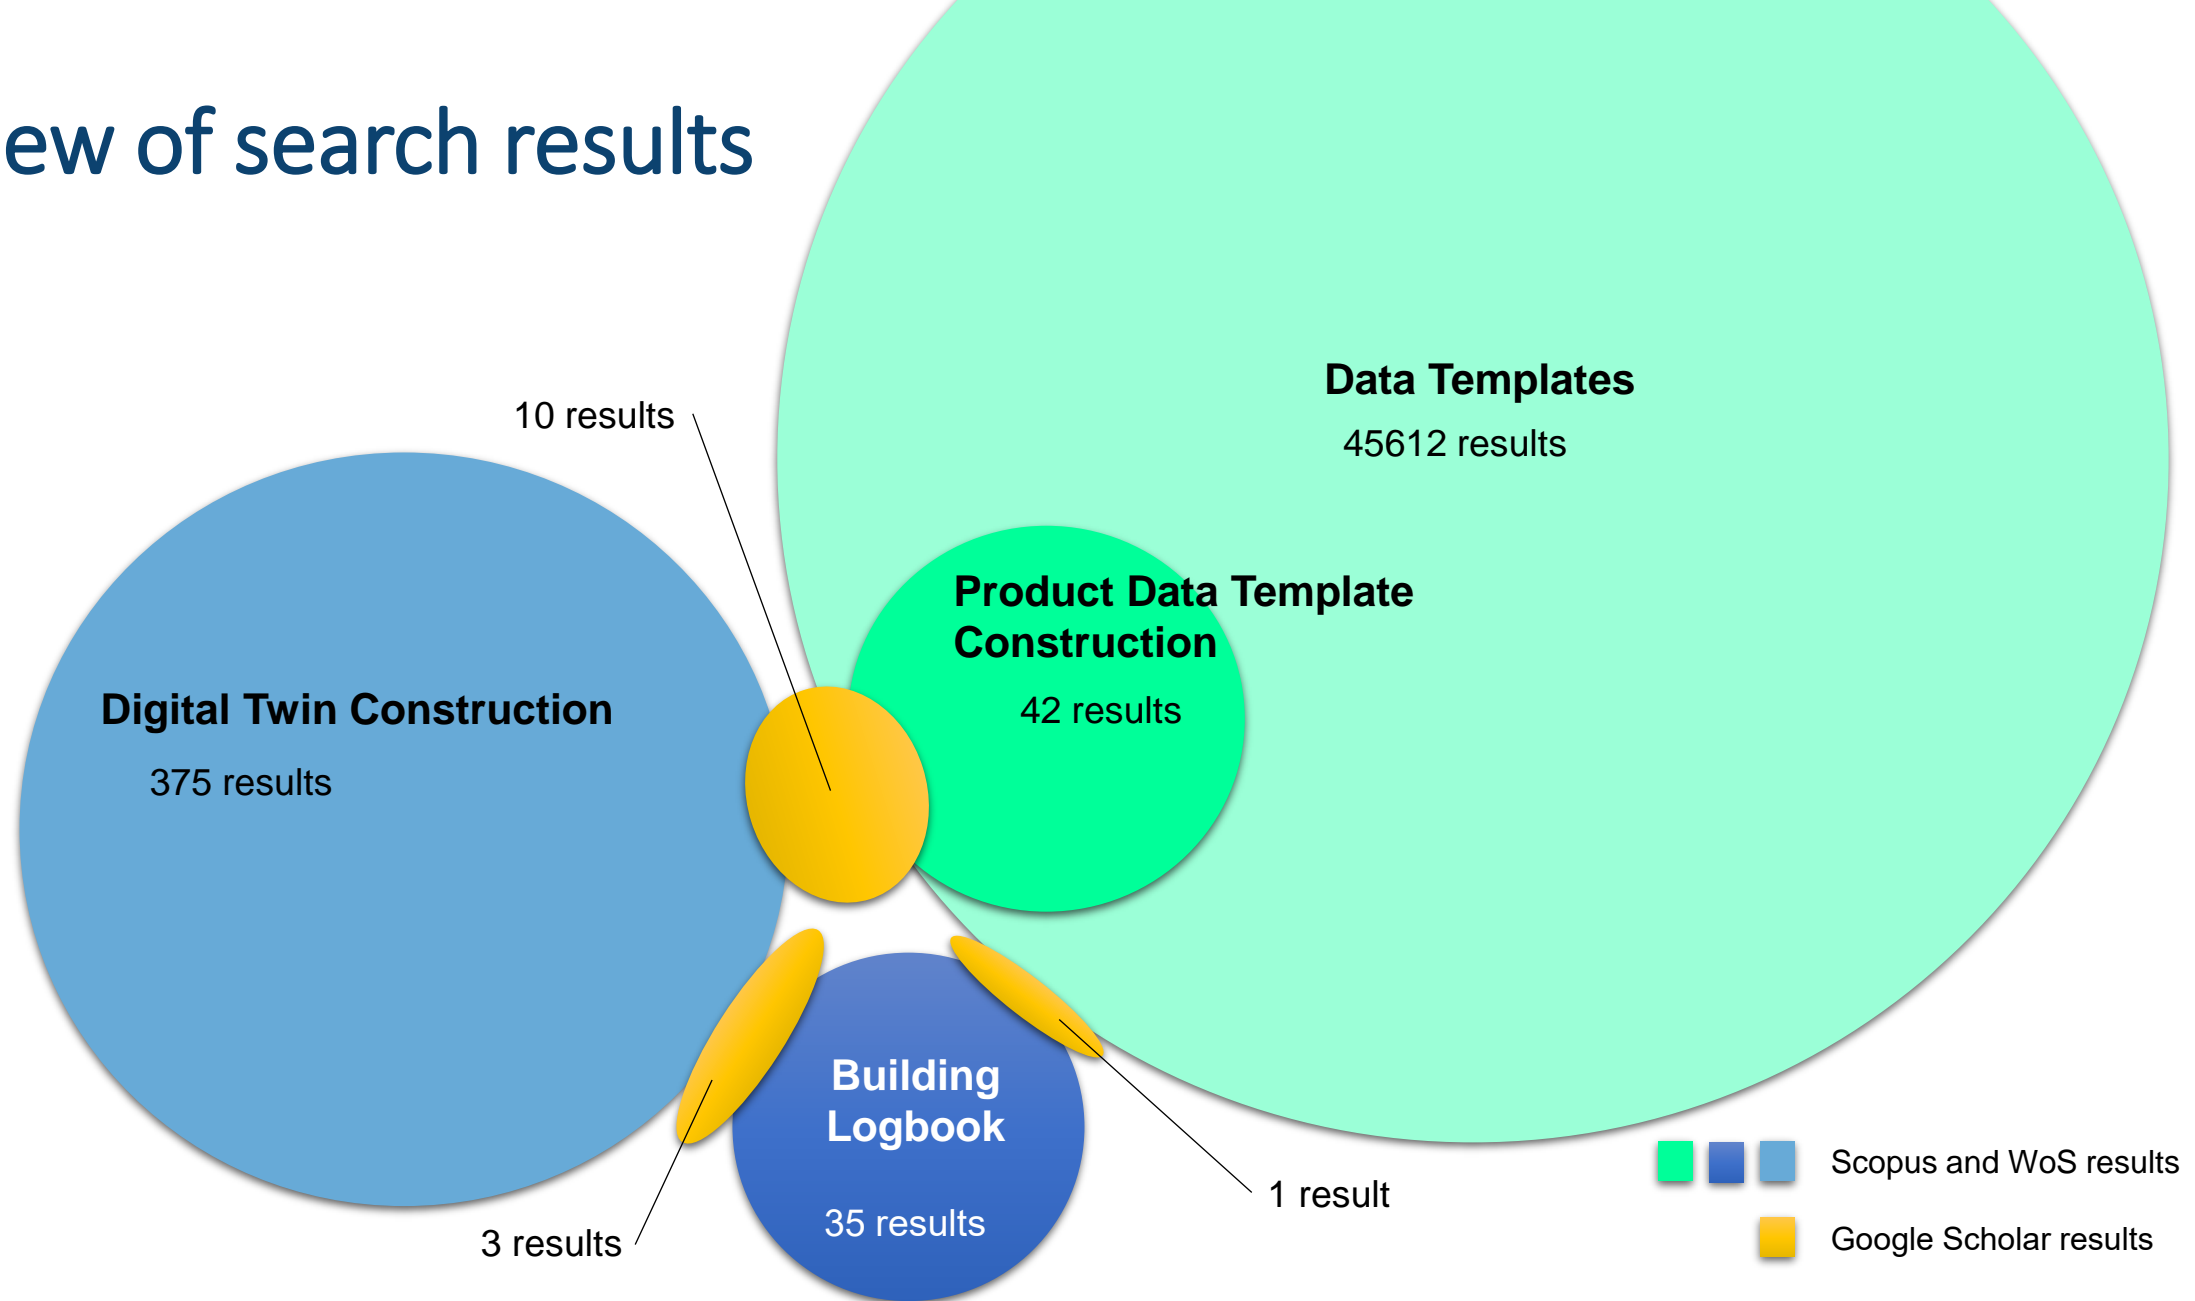 ew of search results
Data Templates
45612 results
10 results
Product Data Template
Construction
42 results
Digital Twin Construction
375 results
Building
Logbook
35 results
3 results
1 result
Scopus and WoS results
Google Scholar results